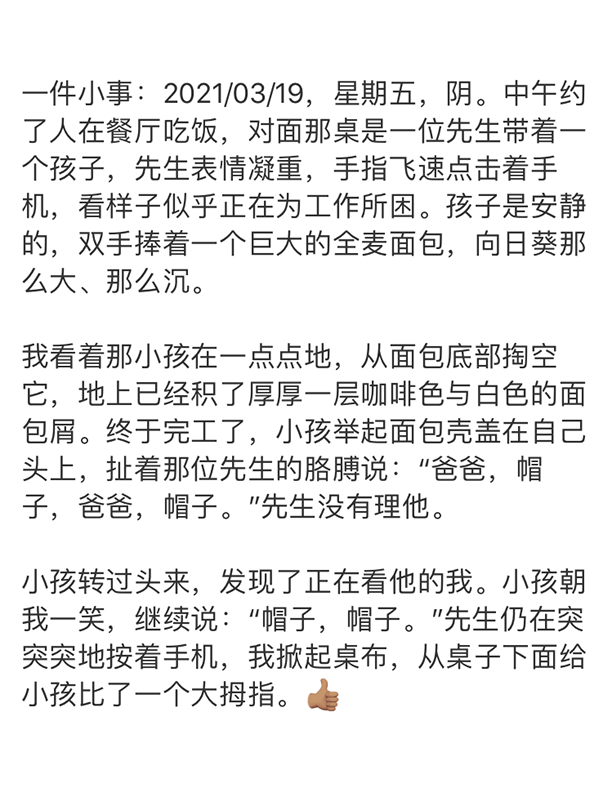 一件小事：2021/03/19，星期五，阴。中午约
了人在餐厅吃饭，对面那桌是一位先生带着一
个孩子，先生表情凝重，手指飞速点击着手
机，看样子似乎正在为工作所困。孩子是安静
的，双手捧着一个巨大的全麦面包，向日葵那
么大、那么沉。
我看着那小孩在一点点地，从面包底部掏空
它，地上已经积了厚厚一层咖啡色与白色的面
包屑。终于完工了，小孩举起面包壳盖在自己
头上，扯着那位先生的胳膊说：“爸爸，帽
子，爸爸，帽子。”先生没有理他。
小孩转过头来，发现了正在看他的我。小孩朝
我一笑，继续说：“帽子，帽子。”先生仍在突
突突地按着手机，我掀起桌布，从桌子下面给
小孩比了一个大拇指。👍🏽